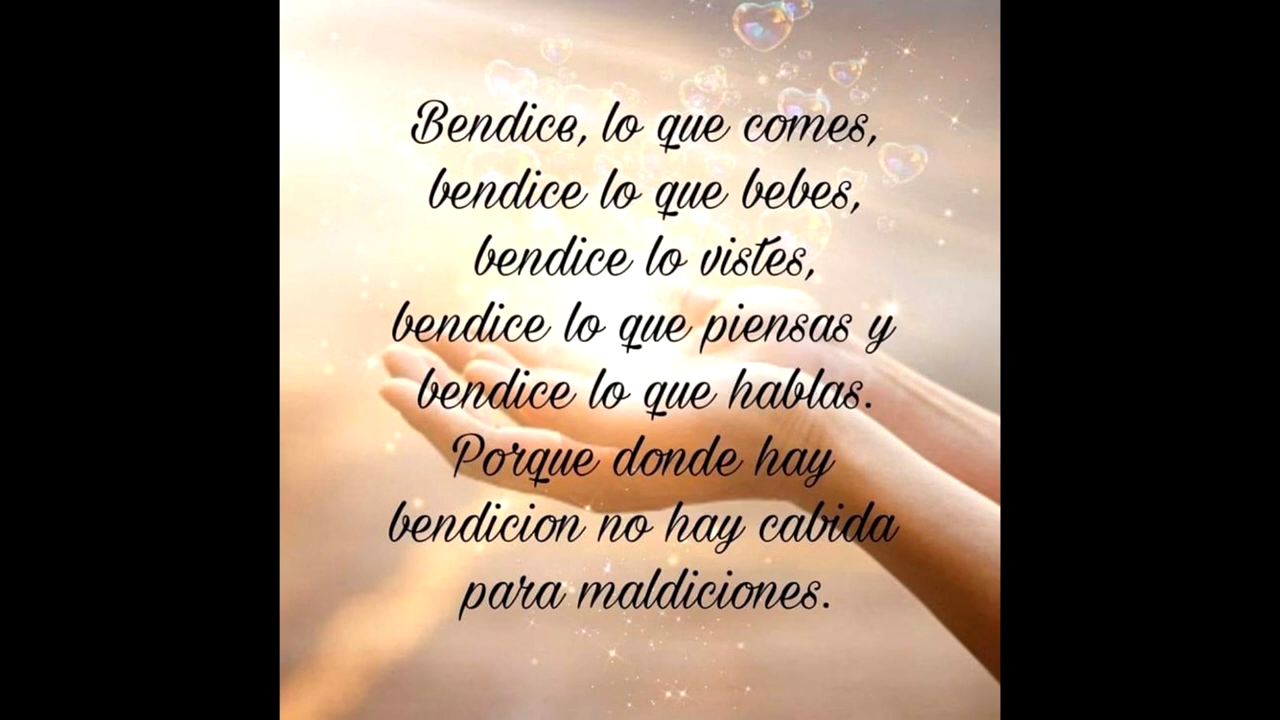 Bendice, lo que comes,
bendice lo que bebes,
bendice lo vistes,
bendice lo que piensas y
bendice lo que hablas.
Porque donde hay
bendicion no hay cabida
para maldiciones.